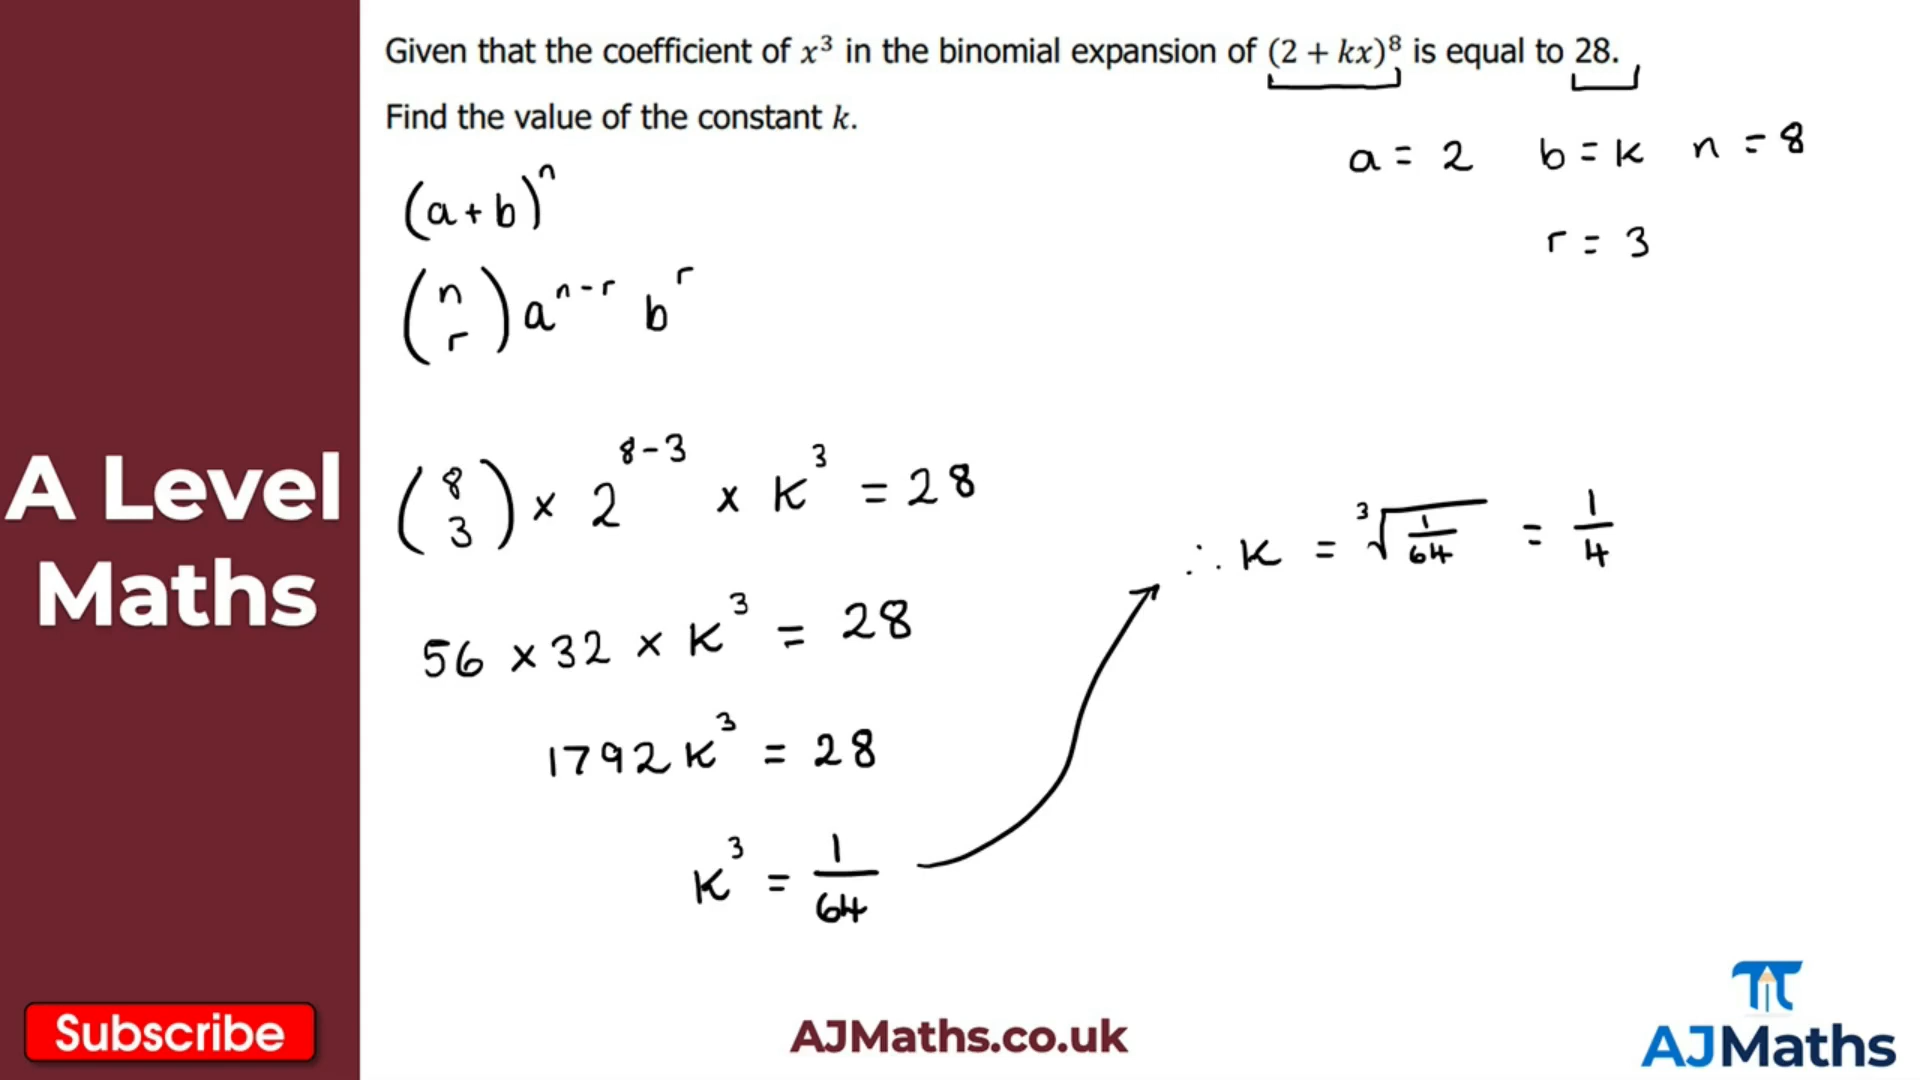 Given that the coefficient of x³ in the binomial expansion of (2 + kx)⁸ is equal to 28.
Find the value of the constant k.
a = 2 b = k n = 8
r = 3
(a+b)ⁿ
(n r) aⁿ⁻ʳ bʳ
(8 3) × 2⁸⁻³ × k³ = 28
56 × 32 × k³ = 28
1792k³ = 28
k³ = 1/64
∴ k = ³√(1/64) = 1/4
A Level
Maths
Subscribe
AJMaths.co.uk
AJMaths